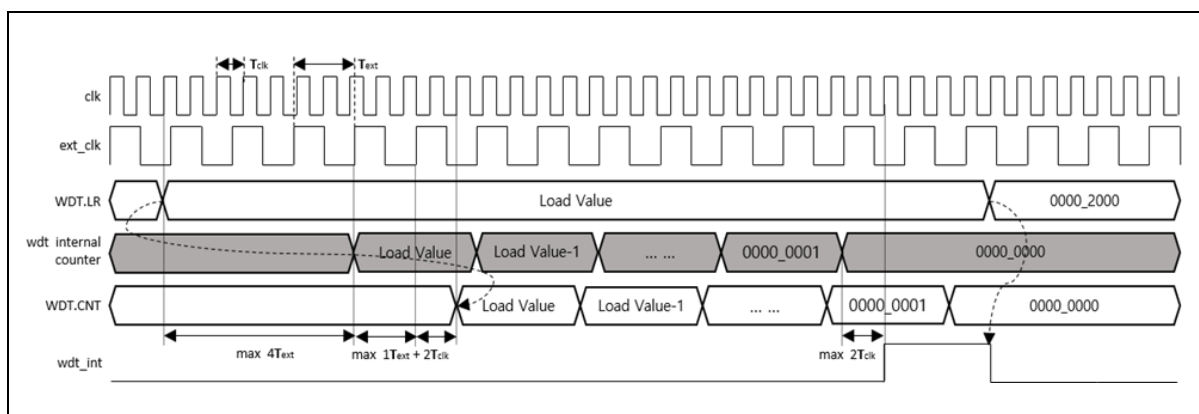 Tclk
Text
clk
ext_clk
WDT.LR
Load Value
0000_2000
wdt internal
counter
Load Value
Load Value-1
... ...
0000_0001
0000_0000
WDT.CNT
Load Value
Load Value-1
... ...
0000_0001
0000_0000
max 4Text
max 1Text + 2Tclk
max 2Tclk
wdt_int